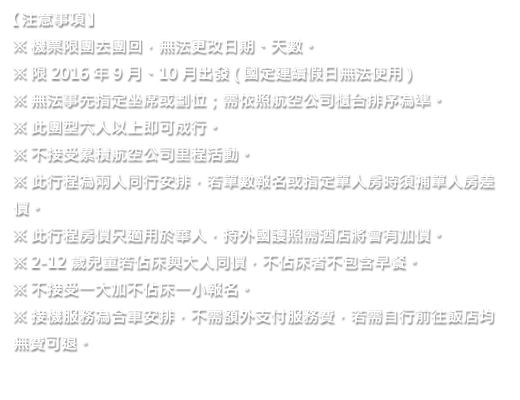 【注意事項】
※ 機票限團去團回，無法更改日期、天數。
※ 限 2016 年 9 月、10 月出發 ( 國定連續假日無法使用 )
※ 無法事先指定坐席或劃位；需依照航空公司櫃台排序為準。
※ 此團型六人以上即可成行。
※ 不接受累積航空公司里程活動。
※ 此行程為兩人同行安排，若單數報名或指定單人房時須補單人房差
價。
※ 此行程房價只適用於華人，持外國護照需酒店將會有加價。
※ 2-12 歲兒童若佔床與大人同價，不佔床者不包含早餐。
※ 不接受一大加不佔床一小報名。
※ 接機服務為合車安排，不需額外支付服務費，若需自行前往飯店均
無費可退。